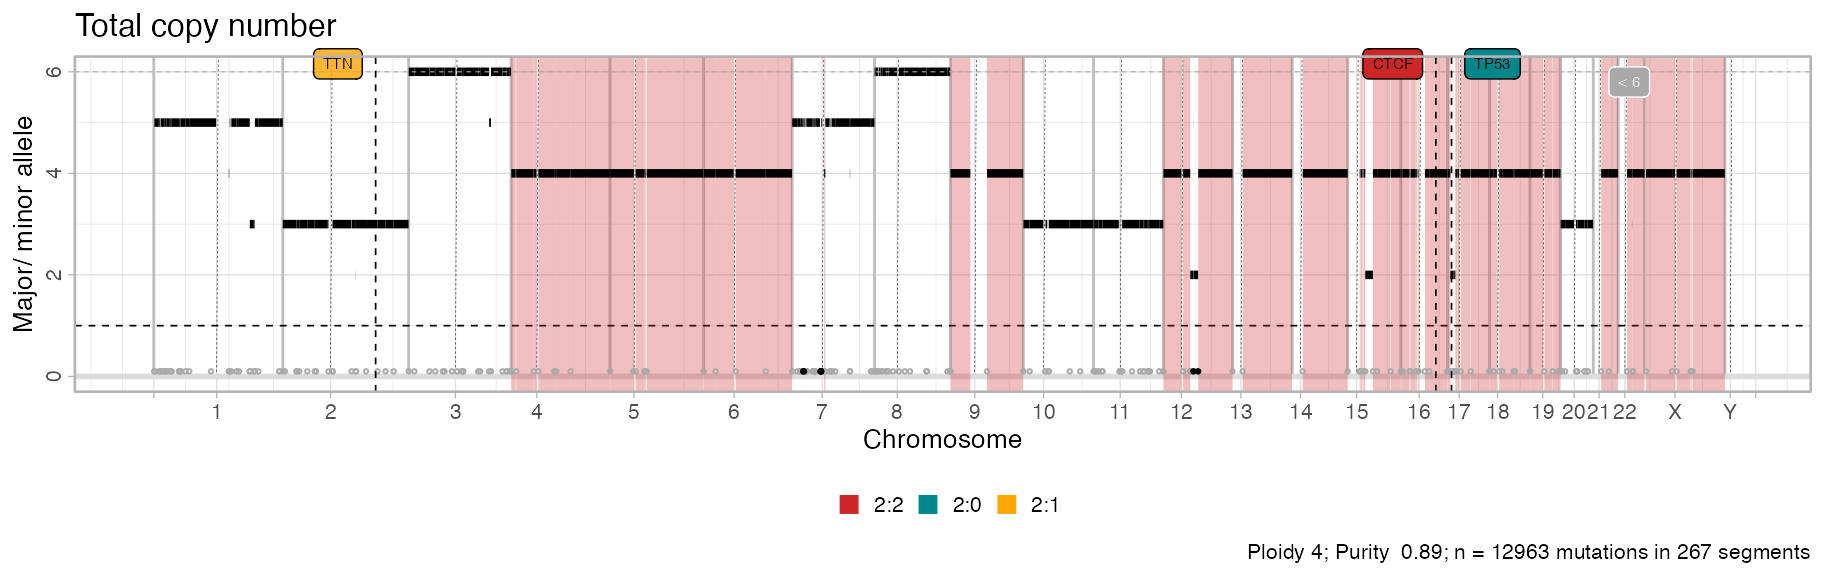 Total copy number
TTN
CTCF
TP53
< 6
6
4
2
0
Major/ minor allele
1 2 3 4 5 6 7 8 9 10 11 12 13 14 15 16 17 18 19 20 21 22 X Y
Chromosome
2:2 2:0 2:1
Ploidy 4; Purity 0.89; n = 12963 mutations in 267 segments